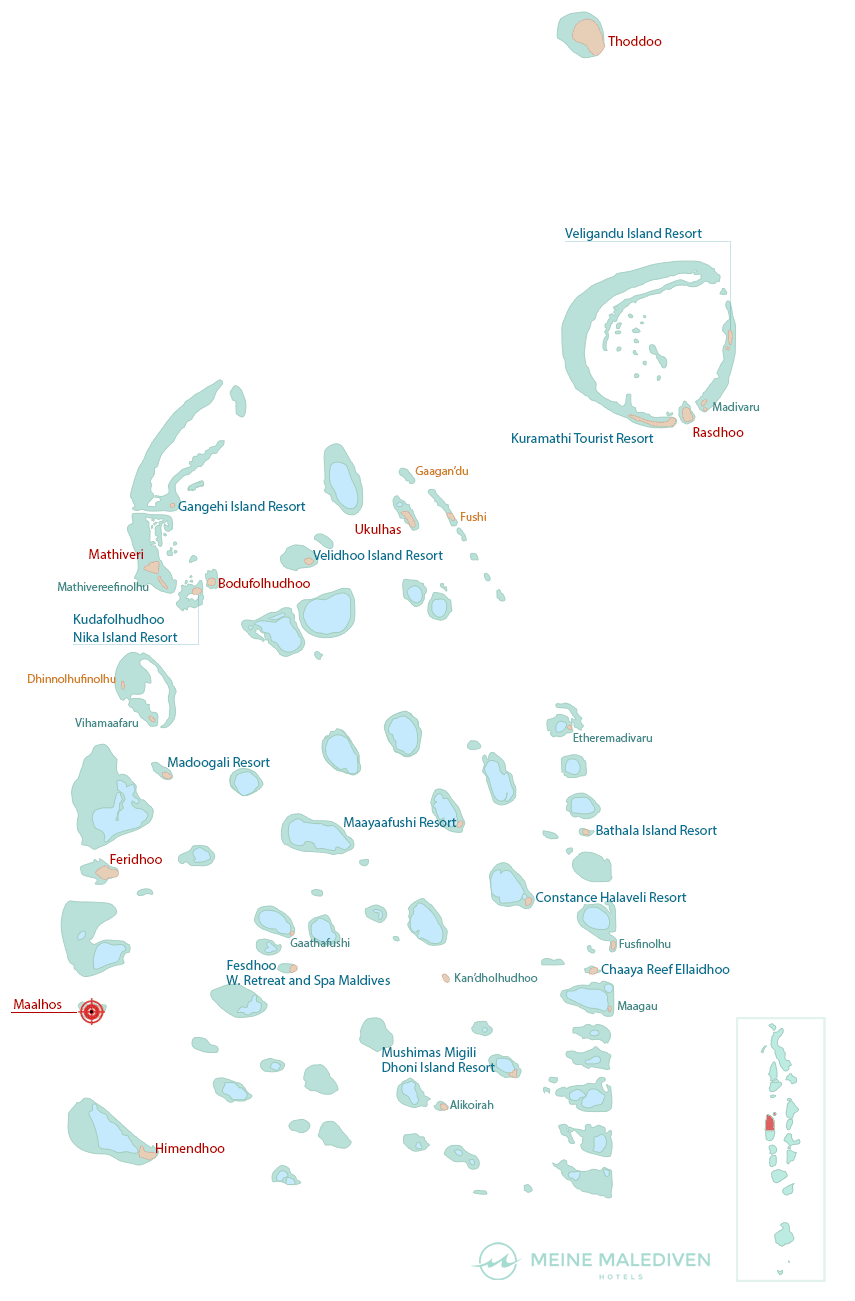 Thoddoo
Veligandu Island Resort
Madivaru
Rasdhoo
Kuramathi Tourist Resort
Gaagan'du
Gangehi Island Resort
Fushi
Ukulhas
Mathiveri
Velidhoo Island Resort
Mathivereefinolhu
Bodufolhudhoo
Kudafolhudhoo
Nika Island Resort
Dhinnolhufinolhu
Vihamaafaru
Etheremadivaru
Madoogali Resort
Maayaafushi Resort
Bathala Island Resort
Feridhoo
Constance Halaveli Resort
Gaathafushi
Fusfinolhu
Fesdhoo
W. Retreat and Spa Maldives
Kan'dholhudhoo
Chaaya Reef Ellaidhoo
Maalhos
Maagau
Mushimas Migili
Dhoni Island Resort
Alikoirah
Himendhoo
MEINE MALEDIVEN
HOTELS